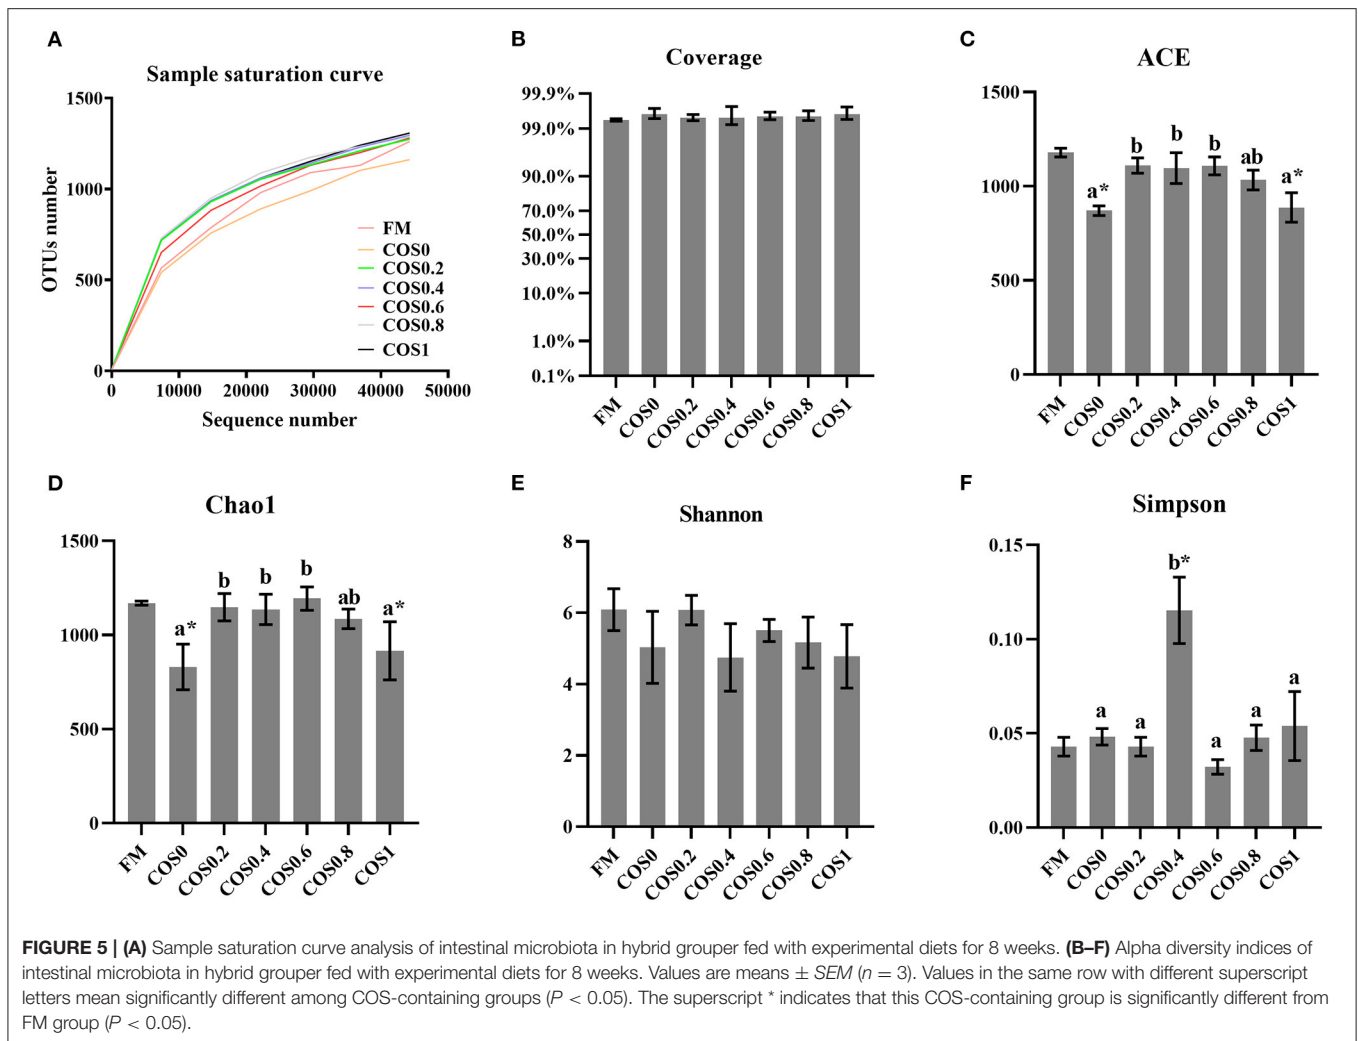 A
Sample saturation curve
1500
1000
500
0
OTUs number
0 10000 20000 30000 40000 50000
Sequence number
FM
COS0
COS0.2
COS0.4
COS0.6
COS0.8
COS1
B
Coverage
99.9%
99.0%
90.0%
70.0%
50.0%
30.0%
10.0%
1.0%
0.1%
FM COS0 COS0.2 COS0.4 COS0.6 COS0.8 COS1
C
ACE
1500
1000
500
0
a* b b b ab a*
FM COS0 COS0.2 COS0.4 COS0.6 COS0.8 COS1
D
Chao1
1500
1000
500
0
a* b b b ab a*
FM COS0 COS0.2 COS0.4 COS0.6 COS0.8 COS1
E
Shannon
8
6
4
2
0
FM COS0 COS0.2 COS0.4 COS0.6 COS0.8 COS1
F
Simpson
0.15
0.10
0.05
0.00
a a b* a a a
FM COS0 COS0.2 COS0.4 COS0.6 COS0.8 COS1
FIGURE 5 | (A) Sample saturation curve analysis of intestinal microbiota in hybrid grouper fed with experimental diets for 8 weeks. (B–F) Alpha diversity indices of
intestinal microbiota in hybrid grouper fed with experimental diets for 8 weeks. Values are means ± SEM (n = 3). Values in the same row with different superscript
letters mean significantly different among COS-containing groups (P < 0.05). The superscript * indicates that this COS-containing group is significantly different from
FM group (P < 0.05).